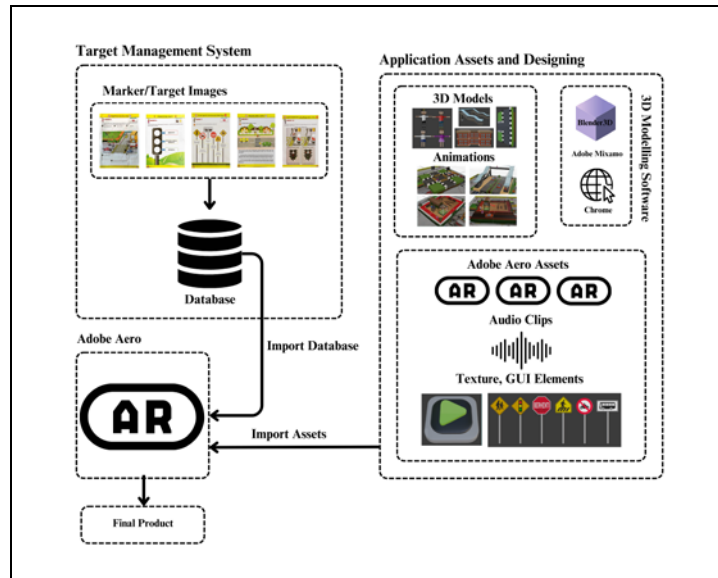 Target Management System
Marker/Target Images
Database
Import Database
Adobe Aero
AR
Import Assets
Final Product
Application Assets and Designing
3D Models
Animations
Blender3D
Adobe Mixamo
Chrome
3D Modelling Software
Adobe Aero Assets
AR AR AR
Audio Clips
Texture, GUI Elements